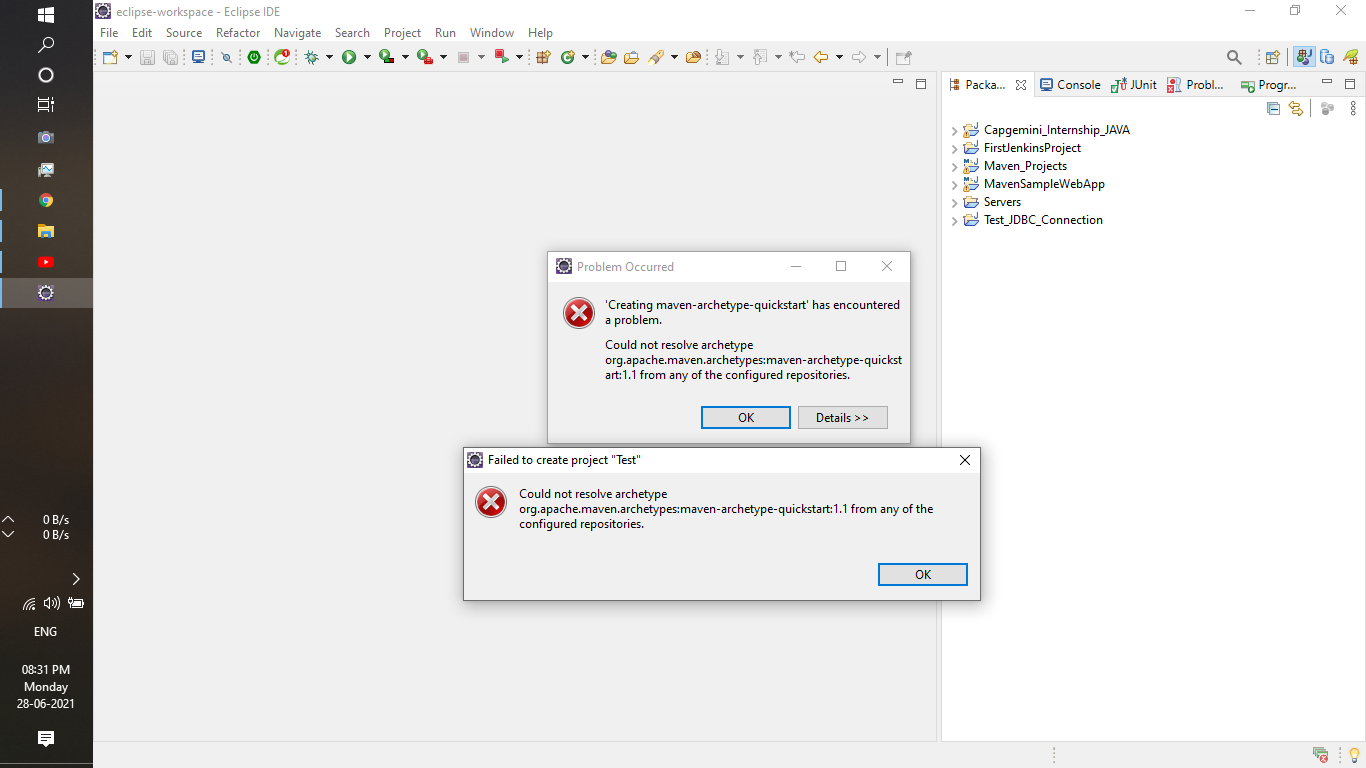 eclipse-workspace - Eclipse IDE
File Edit Source Refactor Navigate Search Project Run Window Help
Packa... Console JUnit Probl... Progr...
Capgemini_Internship_JAVA
FirstJenkinsProject
Maven_Projects
MavenSampleWebApp
Servers
Test_JDBC_Connection
Problem Occurred
'Creating maven-archetype-quickstart' has encountered
a problem.
Could not resolve archetype
org.apache.maven.archetypes:maven-archetype-quickst
art:1.1 from any of the configured repositories.
OK Details >>
Failed to create project "Test"
Could not resolve archetype
org.apache.maven.archetypes:maven-archetype-quickstart:1.1 from any of the
configured repositories.
OK
0 B/s
0 B/s
ENG
08:31 PM
Monday
28-06-2021